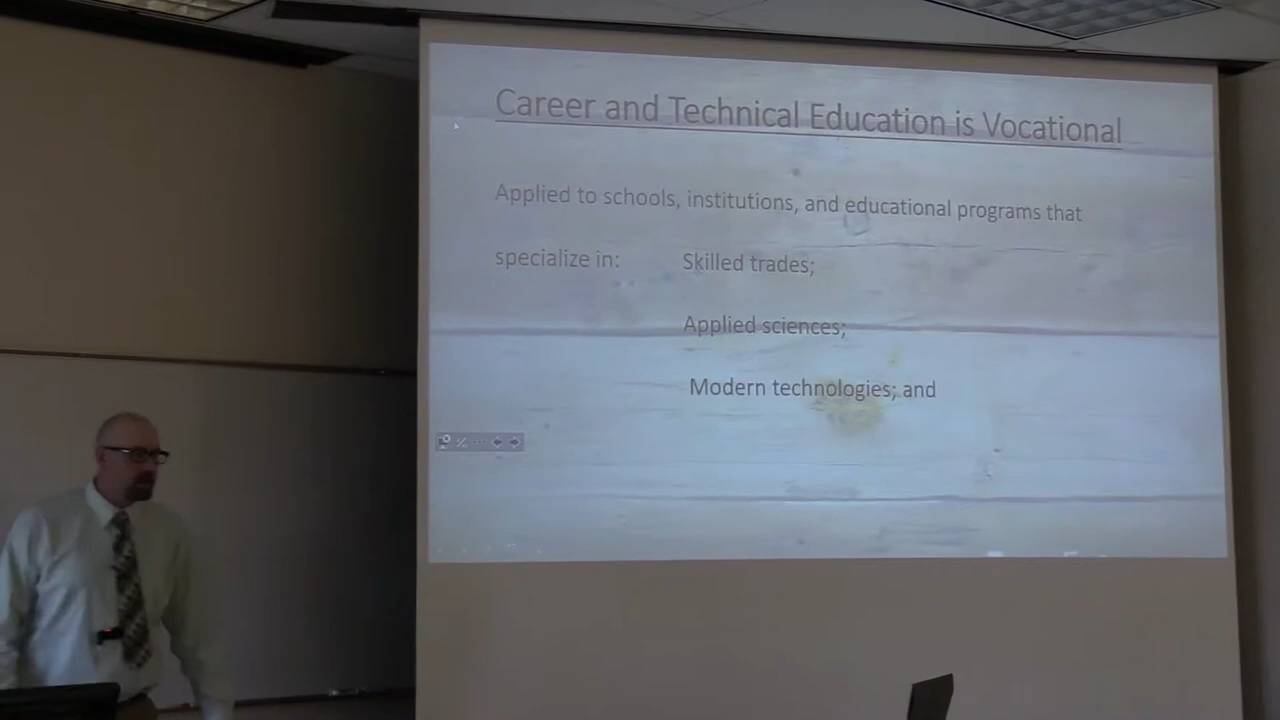 Career and Technical Education is Vocational
Applied to schools, institutions, and educational programs that
specialize in: Skilled trades;
Applied sciences;
Modern technologies; and